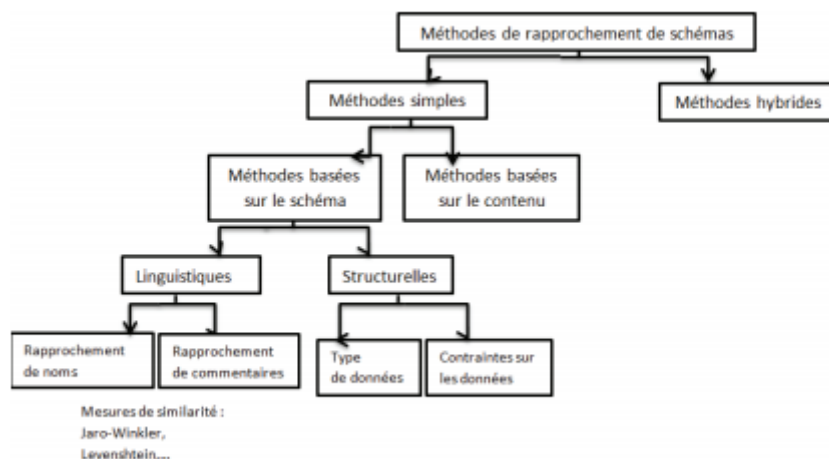 Méthodes de rapprochement de schémas
Méthodes simples
Méthodes hybrides
Méthodes basées
sur le schéma
Méthodes basées
sur le contenu
Linguistiques
Structurelles
Rapprochement
de noms
Rapprochement
de commentaires
Type
de données
Contraintes sur
les données
Mesures de similarité :
Jaro-Winkler,
Levenshtein,...